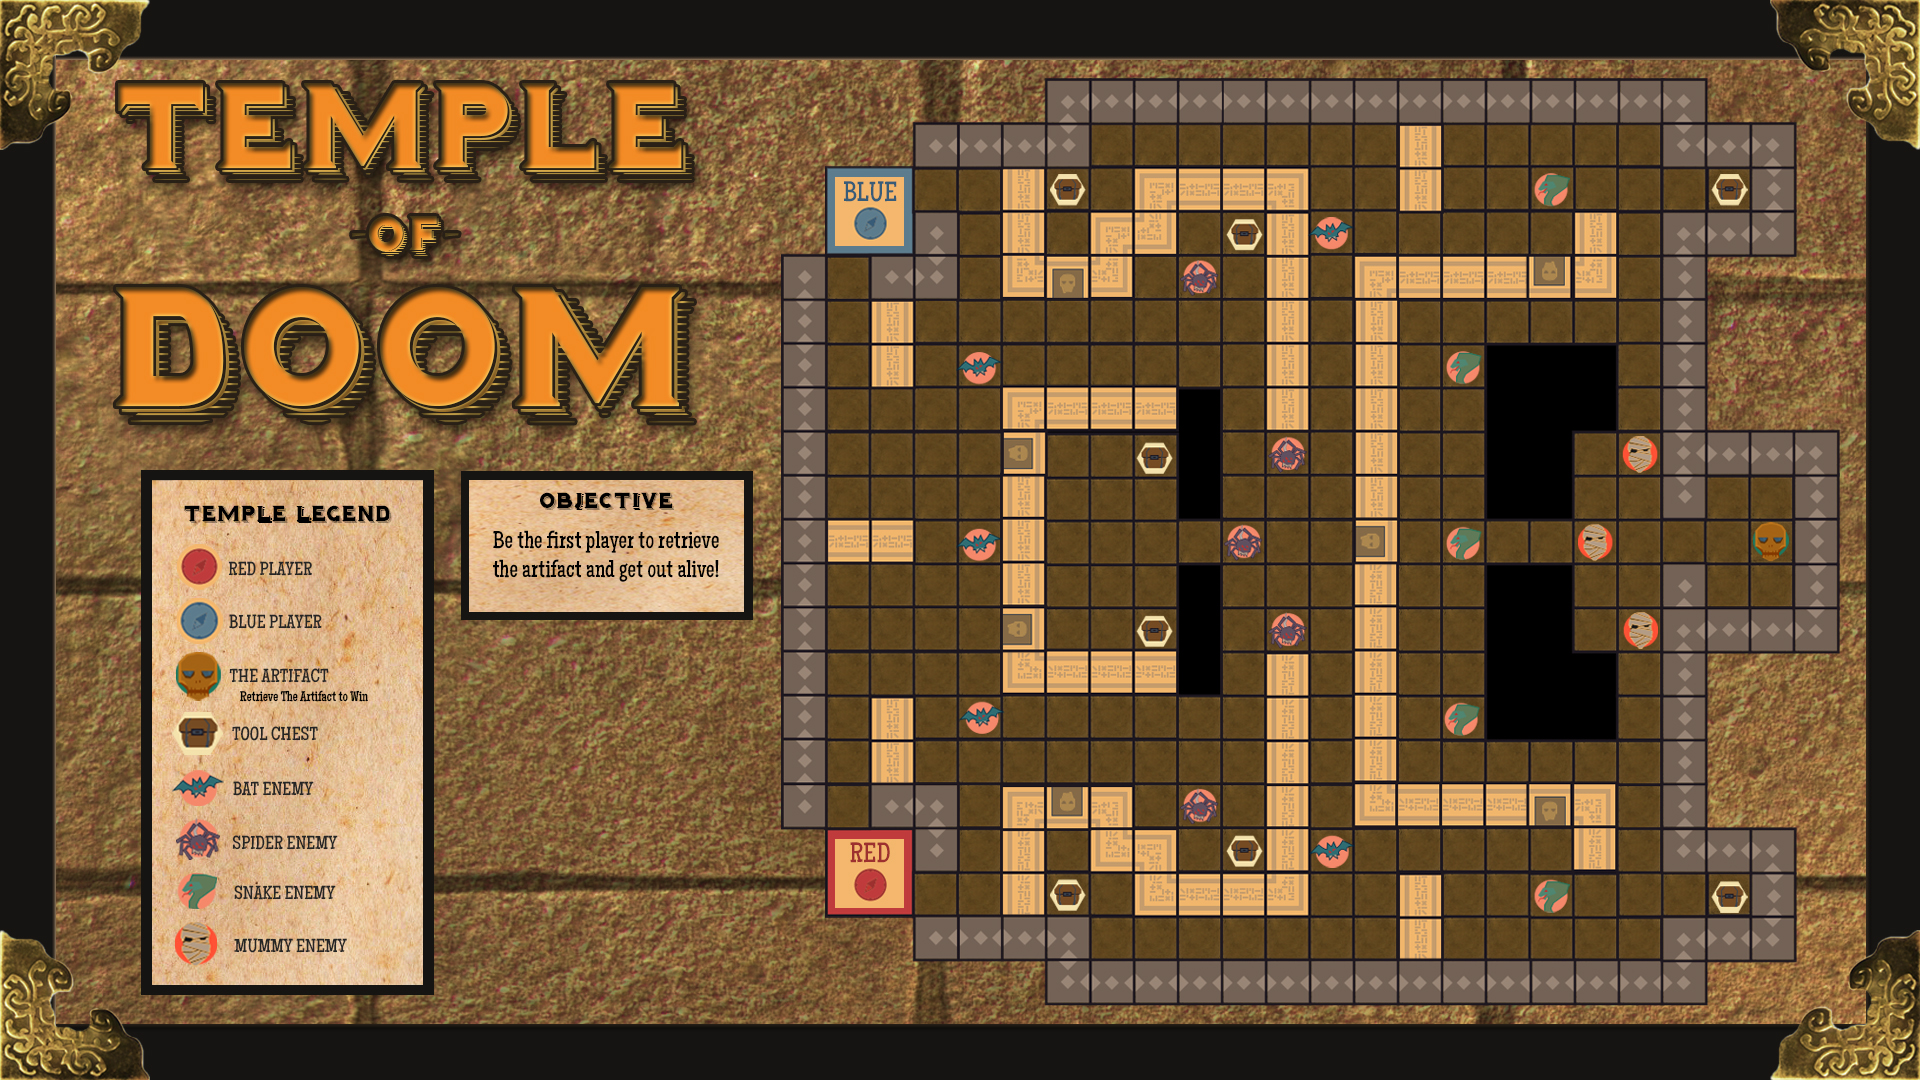 TEMPLE
-OF-
DOOM
TEMPLE LEGEND
RED PLAYER
BLUE PLAYER
THE ARTIFACT
Retrieve The Artifact to Win
TOOL CHEST
BAT ENEMY
SPIDER ENEMY
SNAKE ENEMY
MUMMY ENEMY
OBJECTIVE
Be the first player to retrieve
the artifact and get out alive!
BLUE
RED